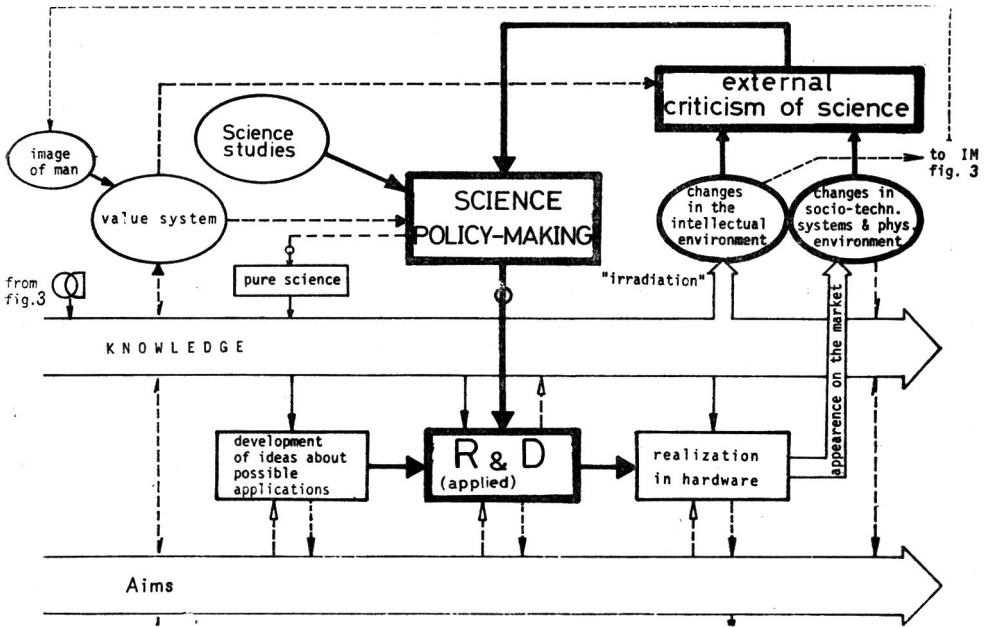 external
criticism of science
Science
studies
image
of man
to IM
fig. 3
value system
SCIENCE
POLICY-MAKING
changes
in the
intellectual
environment
changes in
socio-techn.
systems & phys.
environment
from
fig.3
pure science
"irradiation"
KNOWLEDGE
appearence on the market
development
of ideas about
possible
applications
R & D
(applied)
realization
in hardware
Aims